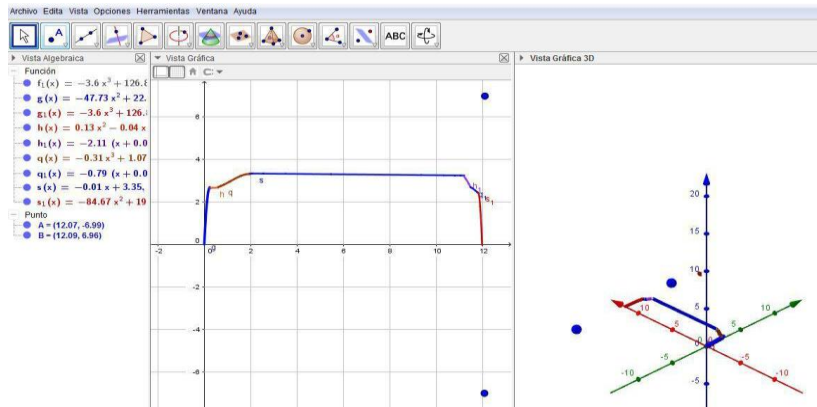 Archivo Edita Vista Opciones Herramientas Ventana Ayuda
A
ABC
Vista Algebraica
Vista Gráfica
Vista Gráfica 3D
Función
f₁(x) = −3.6 x³ + 126.8
g(x) = −47.73 x² + 22.
g₁(x) = −3.6 x³ + 126.
h(x) = 0.13 x² − 0.04 x
h₁(x) = −2.11 (x + 0.0
q(x) = −0.31 x³ + 1.07
q₁(x) = −0.79 (x + 0.0
s(x) = −0.01 x + 3.35,
s₁(x) = −84.67 x² + 19
Punto
A = (12.07, -6.99)
B = (12.09, 6.96)
6
4
2
0
-2 0 2 4 6 8 10 12
-2
-4
-6
h q
s
20
15
10
5
0
-5
10 5 -5 -10
-10 -5 5 10